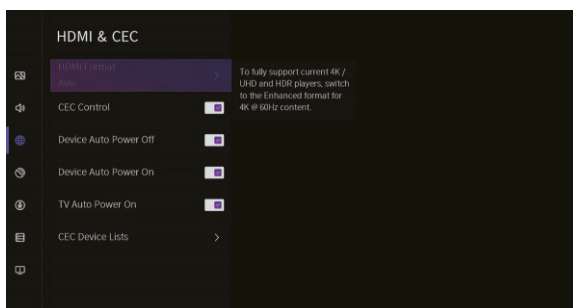 HDMI & CEC
HDMI Format
Auto
To fully support current 4K /
UHD and HDR players, switch
to the Enhanced format for
4K @ 60Hz content.
CEC Control
Device Auto Power Off
Device Auto Power On
TV Auto Power On
CEC Device Lists